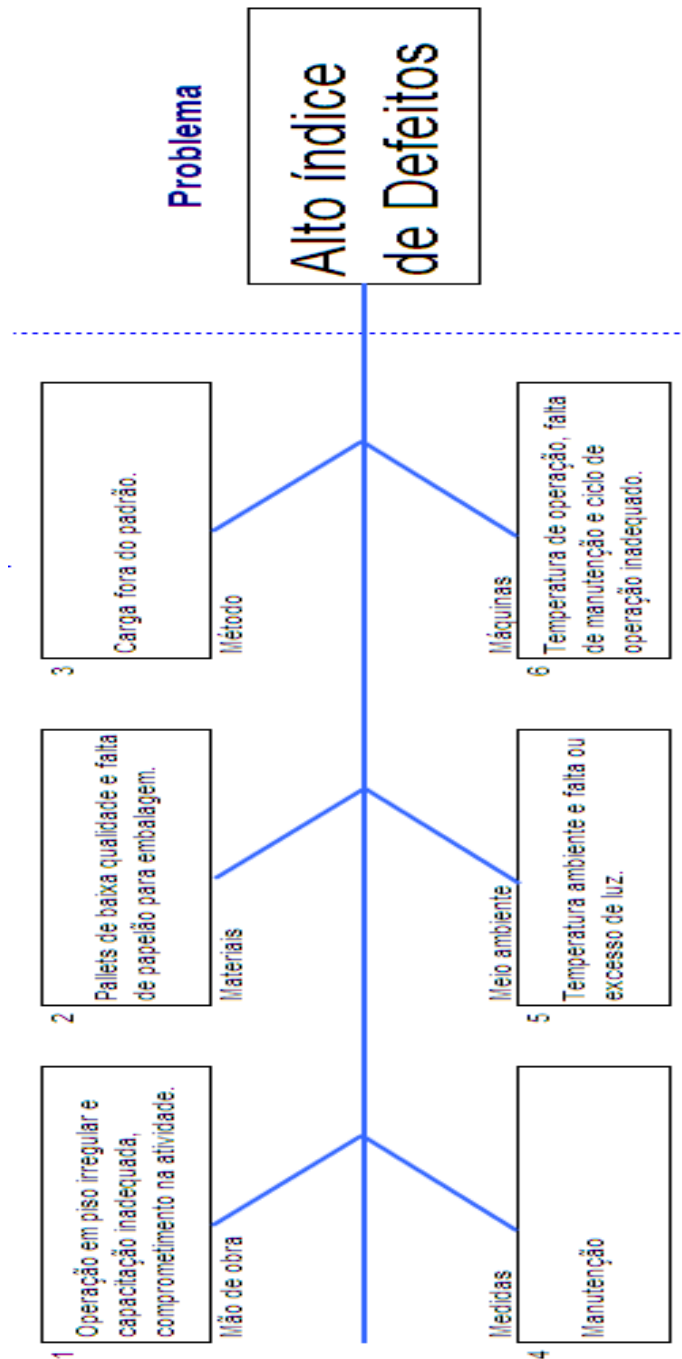 Problema
1
Operação em piso irregular e
capacitação inadequada,
comprometimento na atividade.
Mão de obra
2
Pallets de baixa qualidade e falta
de papelão para embalagem.
Materiais
3
Carga fora do padrão.
Método
Alto índice
de Defeitos
Medidas
4
Manutenção
Meio ambiente
5
Temperatura ambiente e falta ou
excesso de luz.
Máquinas
6
Temperatura de operação, falta
de manutenção e ciclo de
operação inadequado.